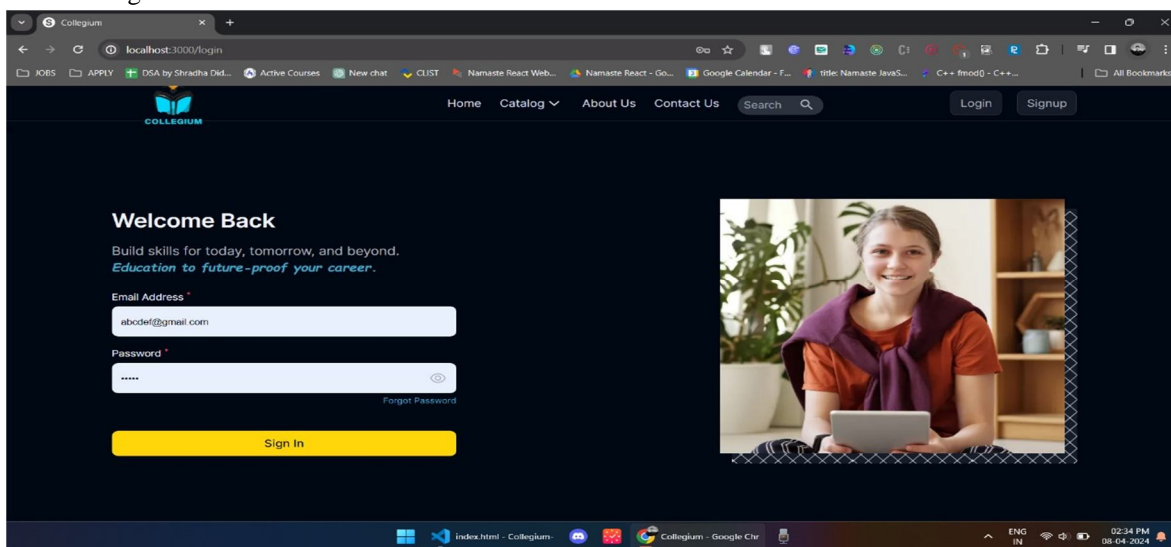 Collegium
localhost:3000/login
JOBS APPLY DSA by Shradha Did... Active Courses New chat CLIST Namaste React Web... Namaste React - Go... Google Calendar - F... title: Namaste JavaS... C++ fmod() - C++... All Bookmarks
COLLEGIUM
Home Catalog About Us Contact Us Search Login Signup
Welcome Back
Build skills for today, tomorrow, and beyond.
Education to future-proof your career.
Email Address *
abcdef@gmail.com
Password *
•••••
Forgot Password
Sign In
index.html - Collegium- Collegium - Google Chr
ENG
IN
02:34 PM
08-04-2024